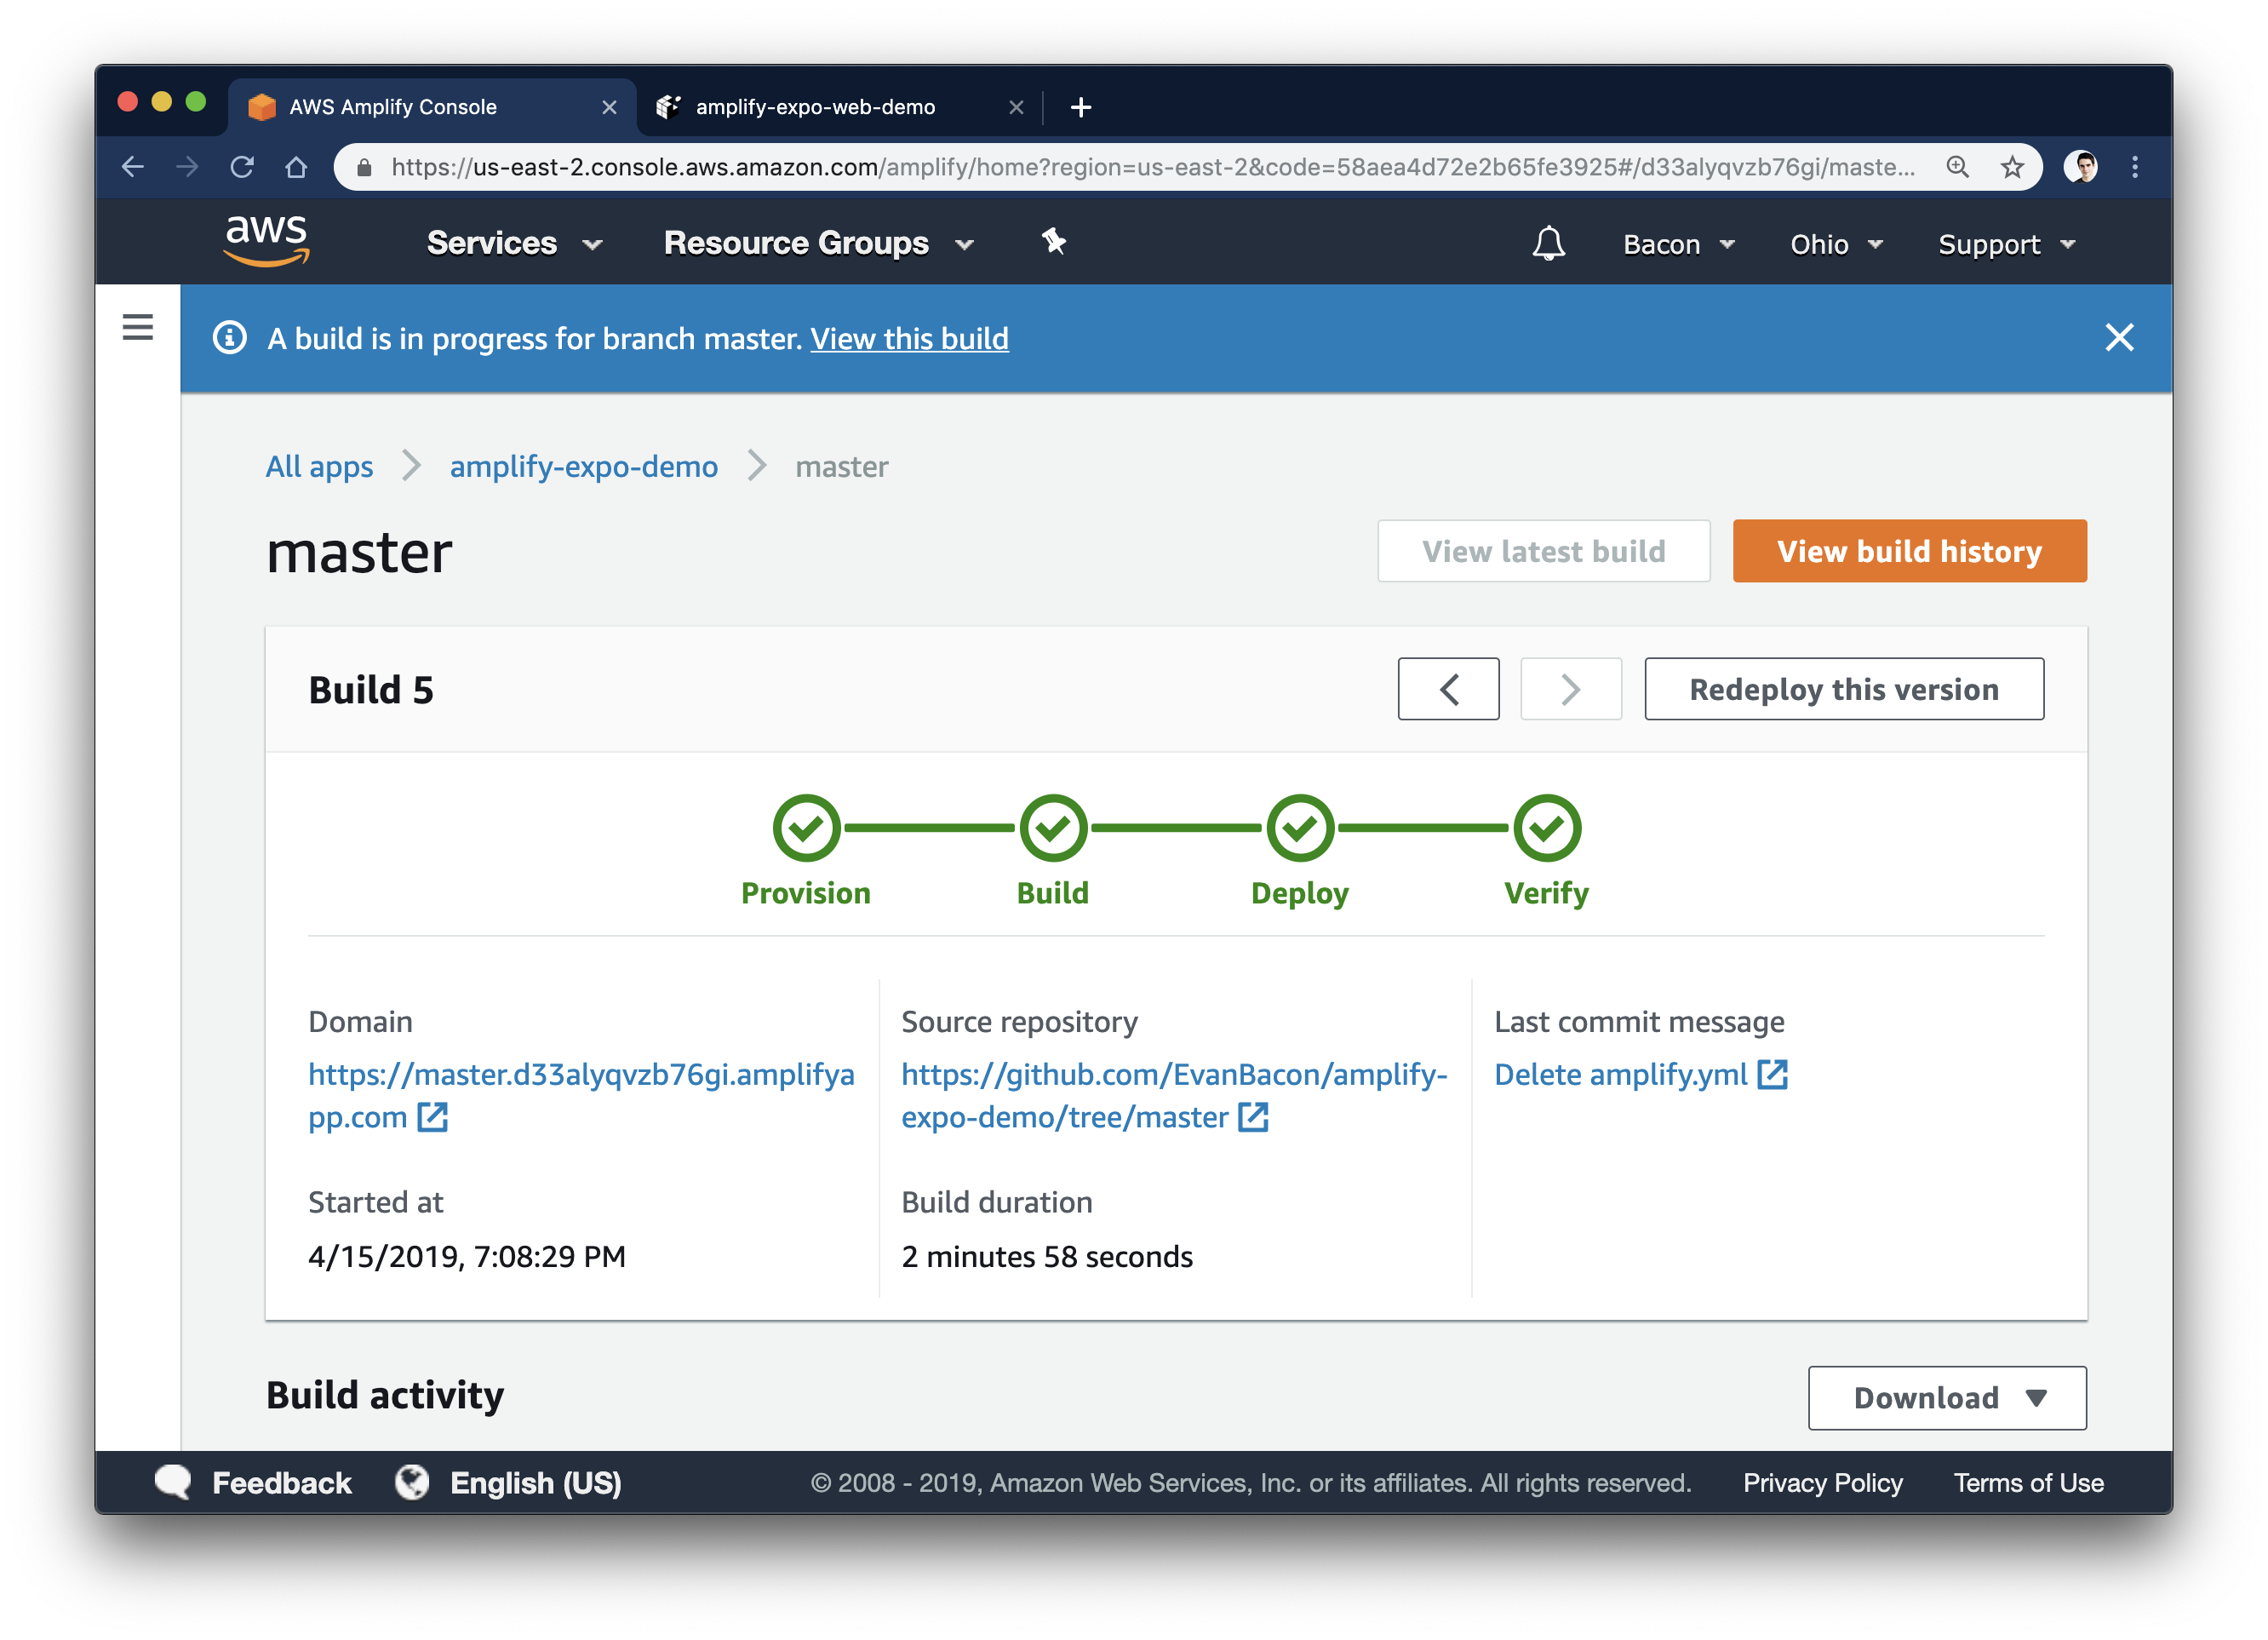 AWS Amplify Console
amplify-expo-web-demo
https://us-east-2.console.aws.amazon.com/amplify/home?region=us-east-2&code=58aea4d72e2b65fe3925#/d33alyqvzb76gi/maste...
aws
Services
Resource Groups
Bacon
Ohio
Support
A build is in progress for branch master. View this build
All apps
amplify-expo-demo
master
master
View latest build
View build history
Build 5
Redeploy this version
Provision
Build
Deploy
Verify
Domain
https://master.d33alyqvzb76gi.amplifya
pp.com
Source repository
https://github.com/EvanBacon/amplify-
expo-demo/tree/master
Last commit message
Delete amplify.yml
Started at
4/15/2019, 7:08:29 PM
Build duration
2 minutes 58 seconds
Build activity
Download
Feedback
English (US)
© 2008 - 2019, Amazon Web Services, Inc. or its affiliates. All rights reserved.
Privacy Policy
Terms of Use